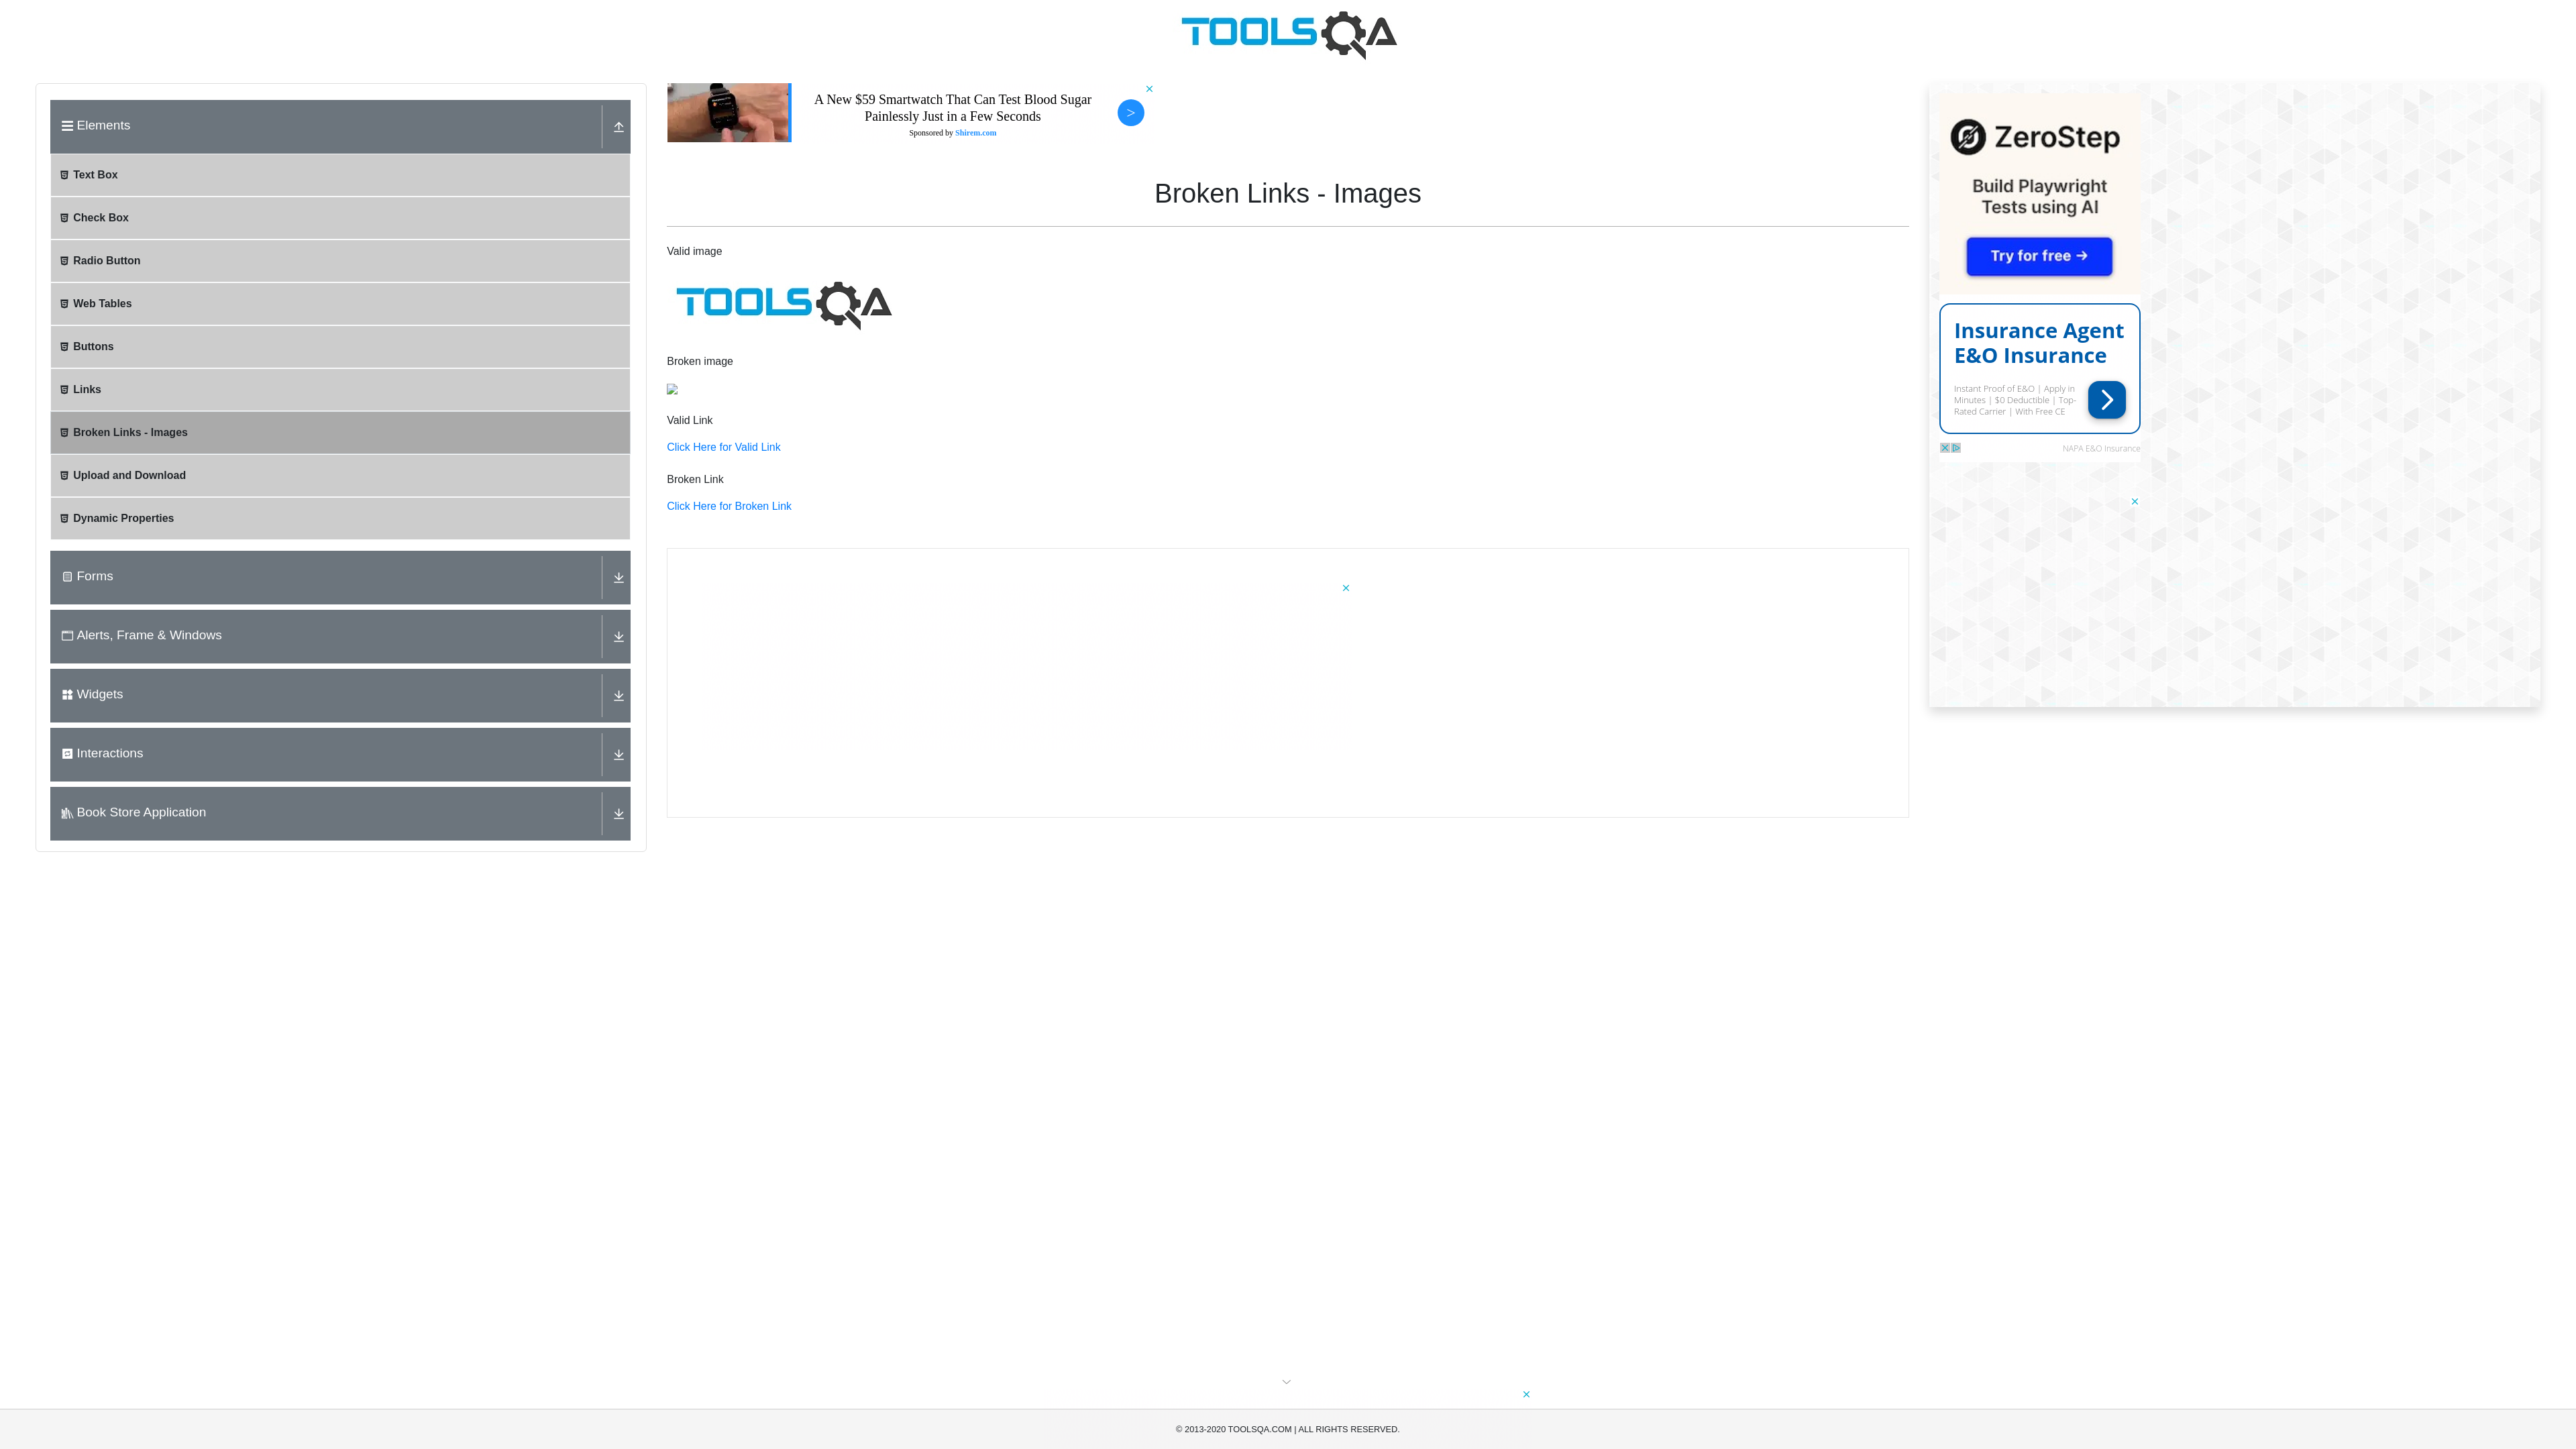 TOOLSQA
Elements
Text Box
Check Box
Radio Button
Web Tables
Buttons
Links
Broken Links - Images
Upload and Download
Dynamic Properties
Forms
Alerts, Frame & Windows
Widgets
Interactions
Book Store Application
A New $59 Smartwatch That Can Test Blood Sugar
Painlessly Just in a Few Seconds
Sponsored by Shirem.com
>
Broken Links - Images
Valid image
TOOLSQA
Broken image
Valid Link
Click Here for Valid Link
Broken Link
Click Here for Broken Link
ZeroStep
Build Playwright
Tests using AI
Try for free →
Insurance Agent
E&O Insurance
Instant Proof of E&O | Apply in
Minutes | $0 Deductible | Top-
Rated Carrier | With Free CE
NAPA E&O Insurance
© 2013-2020 TOOLSQA.COM | ALL RIGHTS RESERVED.